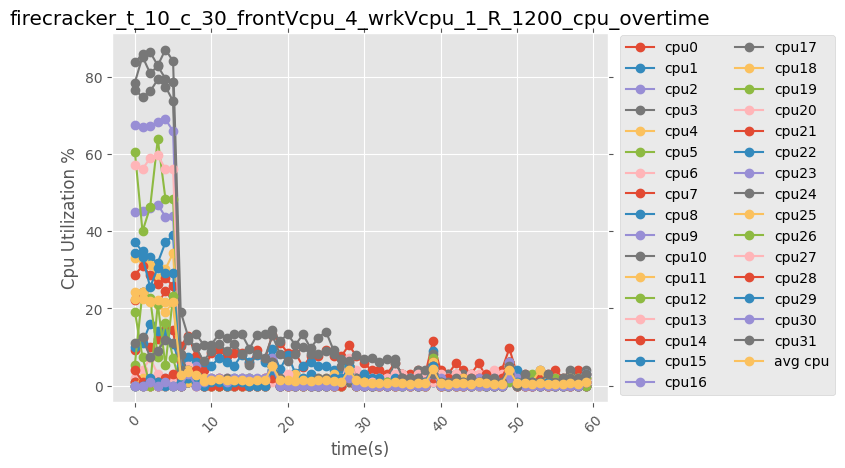 firecracker_t_10_c_30_frontVcpu_4_wrkVcpu_1_R_1200_cpu_overtime
Cpu Utilization %
80
60
40
20
0
0
10
20
30
40
50
60
time(s)
cpu0
cpu1
cpu2
cpu3
cpu4
cpu5
cpu6
cpu7
cpu8
cpu9
cpu10
cpu11
cpu12
cpu13
cpu14
cpu15
cpu16
cpu17
cpu18
cpu19
cpu20
cpu21
cpu22
cpu23
cpu24
cpu25
cpu26
cpu27
cpu28
cpu29
cpu30
cpu31
avg cpu